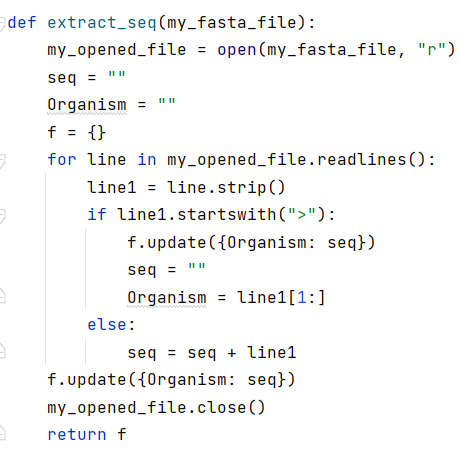 def extract_seq(my_fasta_file):
    my_opened_file = open(my_fasta_file, "r")
    seq = ""
    Organism = ""
    f = {}
    for line in my_opened_file.readlines():
        line1 = line.strip()
        if line1.startswith(">"):
            f.update({Organism: seq})
            seq = ""
            Organism = line1[1:]
        else:
            seq = seq + line1
    f.update({Organism: seq})
    my_opened_file.close()
    return f